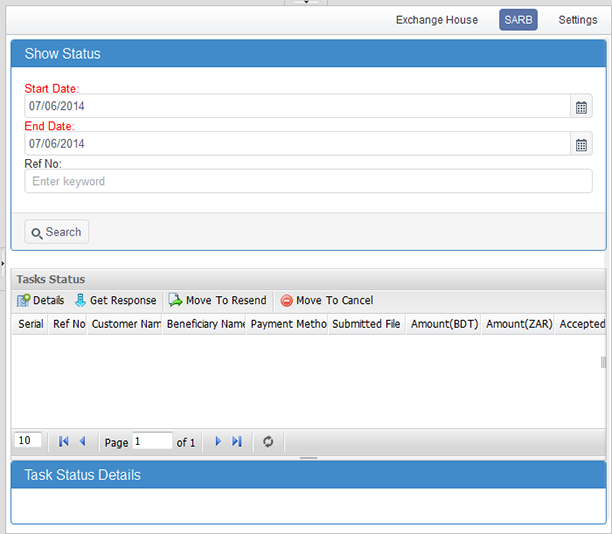 Exchange House SARB Settings
Show Status
Start Date:
07/06/2014
End Date:
07/06/2014
Ref No:
Enter keyword
Search
Tasks Status
Details Get Response Move To Resend Move To Cancel
Serial Ref No Customer Nam Beneficiary Name Payment Metho Submitted File Amount(BDT) Amount(ZAR) Accepted
10 Page 1 of 1
Task Status Details